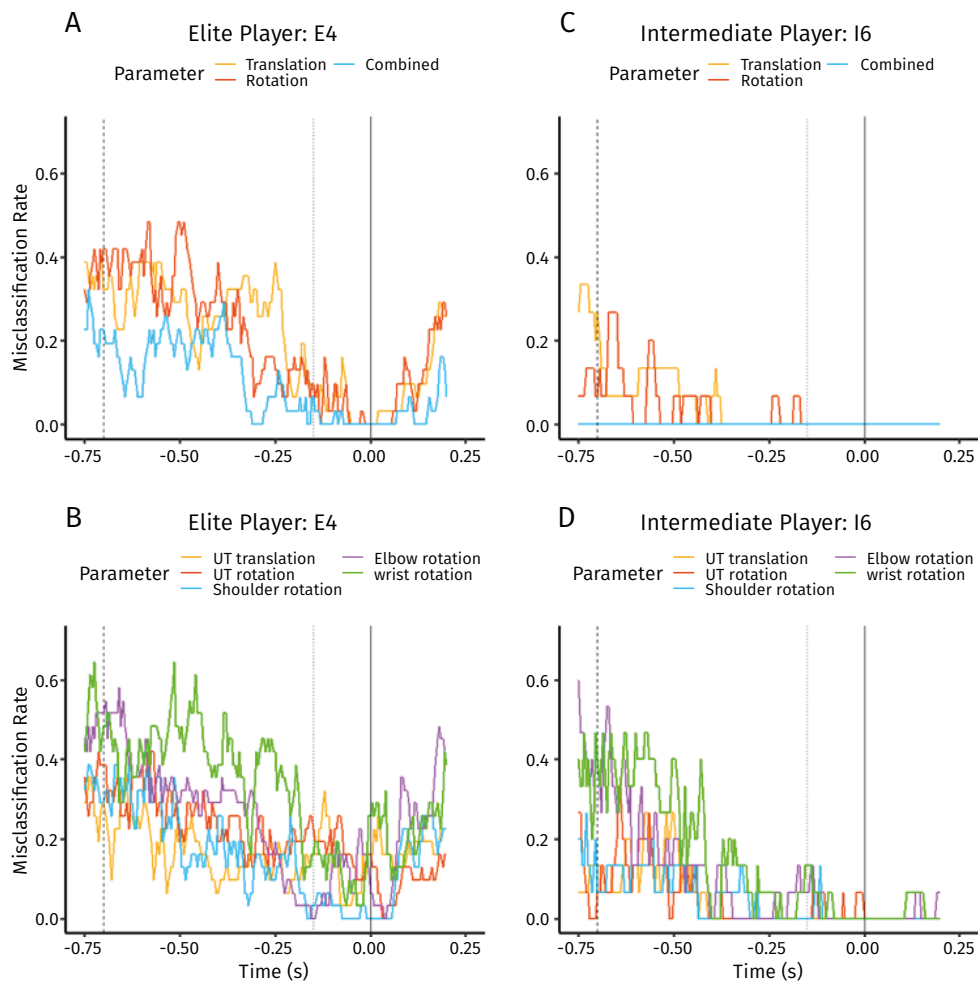 A
Elite Player: E4
Parameter
Translation
Combined
Rotation
Misclassification Rate
0.6
0.4
0.2
0.0
-0.75
-0.50
-0.25
0.00
0.25
C
Intermediate Player: I6
Parameter
Translation
Combined
Rotation
0.6
0.4
0.2
0.0
-0.75
-0.50
-0.25
0.00
0.25
B
Elite Player: E4
Parameter
UT translation
Elbow rotation
UT rotation
wrist rotation
Shoulder rotation
Misclassification Rate
0.6
0.4
0.2
0.0
-0.75
-0.50
-0.25
0.00
0.25
Time (s)
D
Intermediate Player: I6
Parameter
UT translation
Elbow rotation
UT rotation
wrist rotation
Shoulder rotation
0.6
0.4
0.2
0.0
-0.75
-0.50
-0.25
0.00
0.25
Time (s)